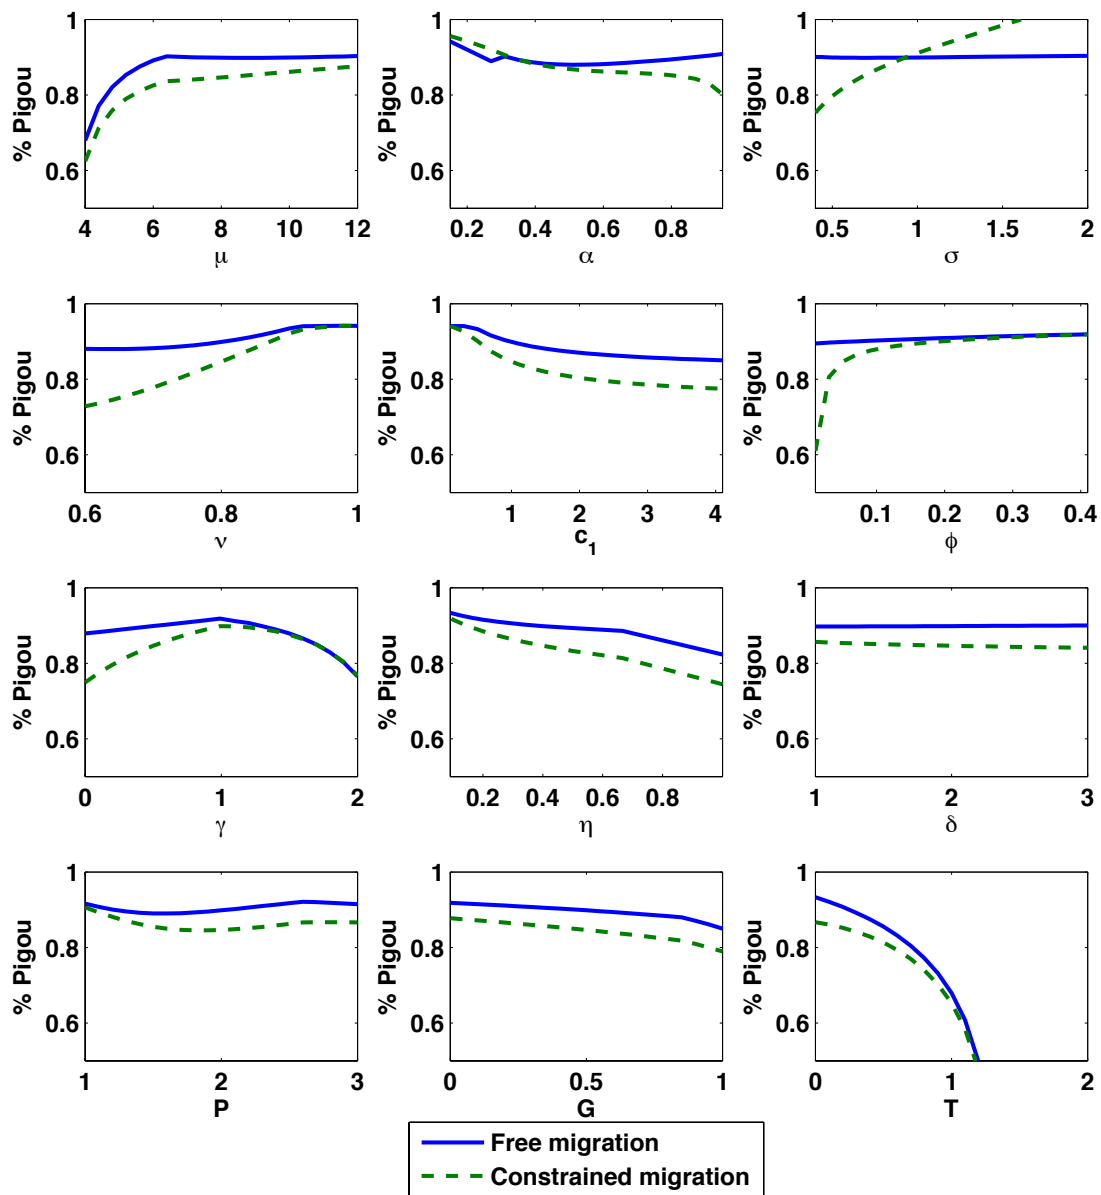 % Pigou
1
0.8
0.6
4 6 8 10 12
μ
% Pigou
1
0.8
0.6
0.2 0.4 0.6 0.8
α
% Pigou
1
0.8
0.6
0.5 1 1.5 2
σ
% Pigou
1
0.8
0.6
0.6 0.8 1
ν
% Pigou
1
0.8
0.6
1 2 3 4
c1
% Pigou
1
0.8
0.6
0.1 0.2 0.3 0.4
ϕ
% Pigou
1
0.8
0.6
0 1 2
γ
% Pigou
1
0.8
0.6
0.2 0.4 0.6 0.8
η
% Pigou
1
0.8
0.6
1 2 3
δ
% Pigou
1
0.8
0.6
1 2 3
P
% Pigou
1
0.8
0.6
0 0.5 1
G
% Pigou
1
0.8
0.6
0 1 2
T
Free migration
Constrained migration